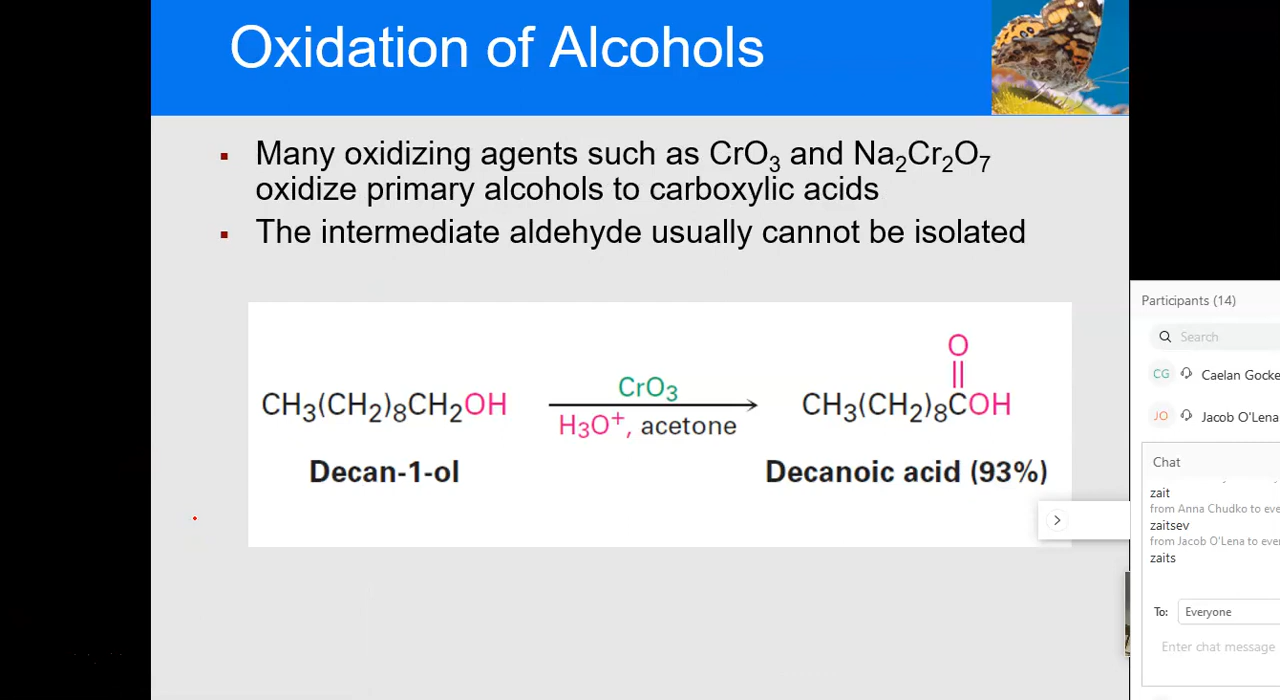 Oxidation of Alcohols
Many oxidizing agents such as CrO₃ and Na₂Cr₂O₇
oxidize primary alcohols to carboxylic acids
The intermediate aldehyde usually cannot be isolated
O
CrO₃
CH₃(CH₂)₈CH₂OH
CH₃(CH₂)₈COH
H₃O⁺, acetone
Decan-1-ol
Decanoic acid (93%)
Participants (14)
Search
CG Caelan Gocke
JO Jacob O'Lena
Chat
zait
from Anna Chudko to eve
zaitsev
from Jacob O'Lena to ever
zaits
To: Everyone
Enter chat message